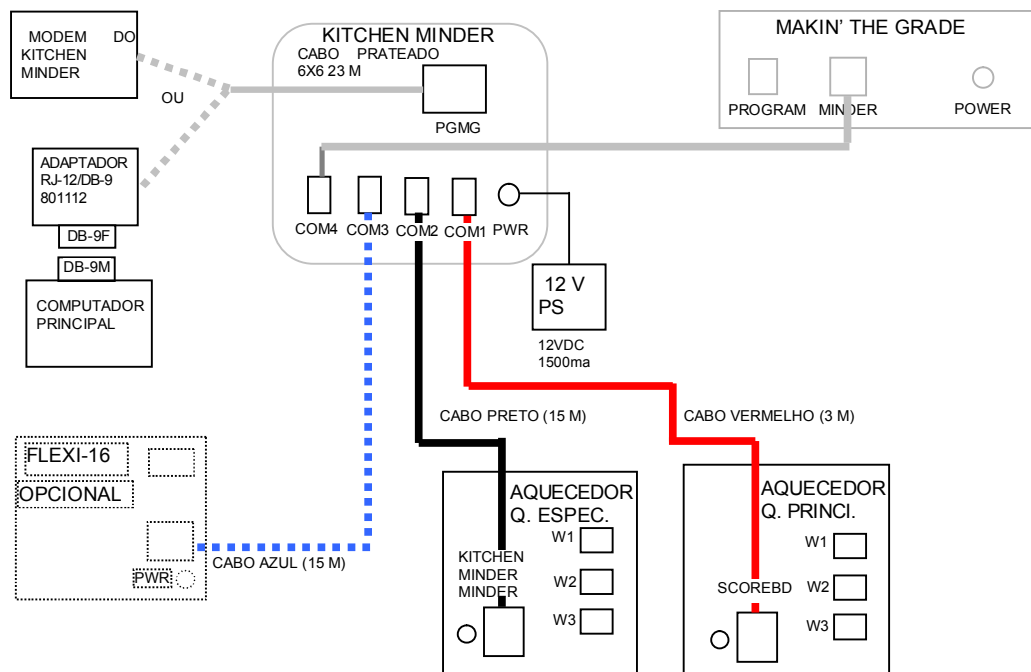 MODEM DO
KITCHEN
MINDER
OU
ADAPTADOR
RJ-12/DB-9
801112
DB-9F
DB-9M
COMPUTADOR
PRINCIPAL
KITCHEN MINDER
CABO PRATEADO
6X6 23 M
PGMG
COM4
COM3
COM2
COM1
PWR
MAKIN' THE GRADE
PROGRAM
MINDER
POWER
12 V
PS
12VDC
1500ma
CABO PRETO (15 M)
CABO VERMELHO (3 M)
FLEXI-16
OPCIONAL
PWR
CABO AZUL (15 M)
AQUECEDOR
Q. ESPEC.
W1
W2
W3
KITCHEN
MINDER
MINDER
AQUECEDOR
Q. PRINCI.
W1
W2
W3
SCOREBD